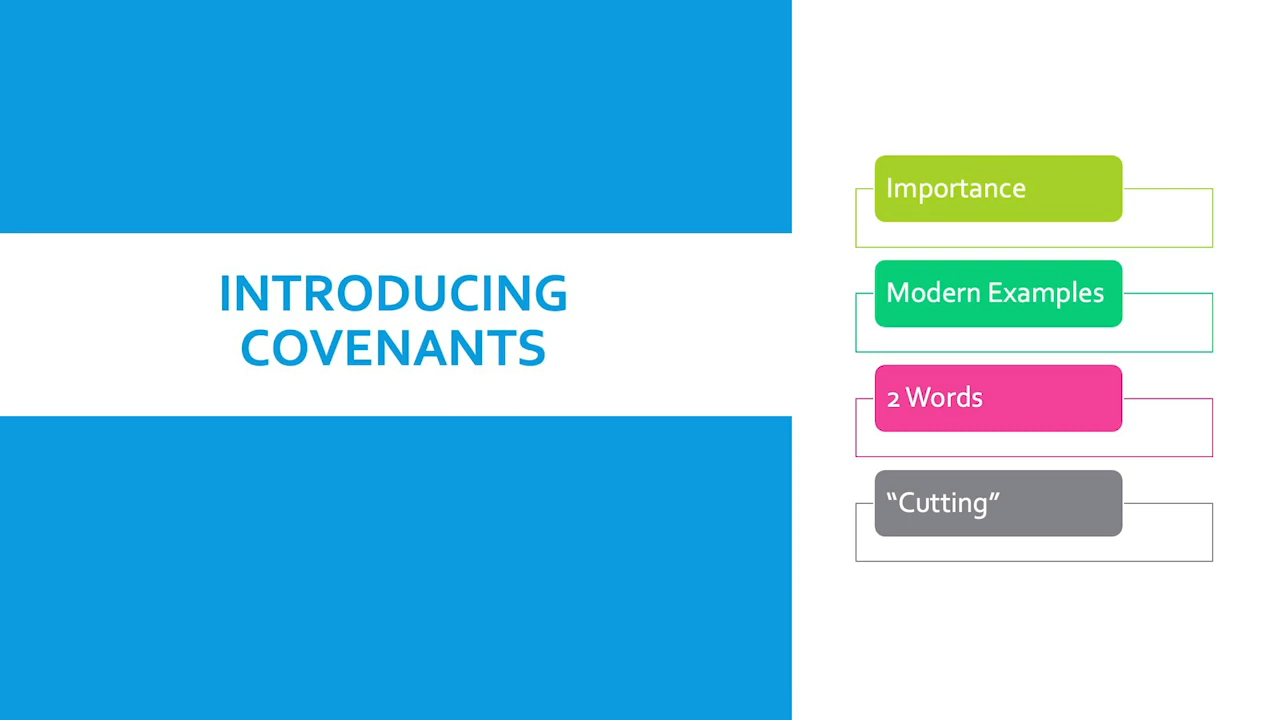 INTRODUCING
COVENANTS
Importance
Modern Examples
2 Words
“Cutting”